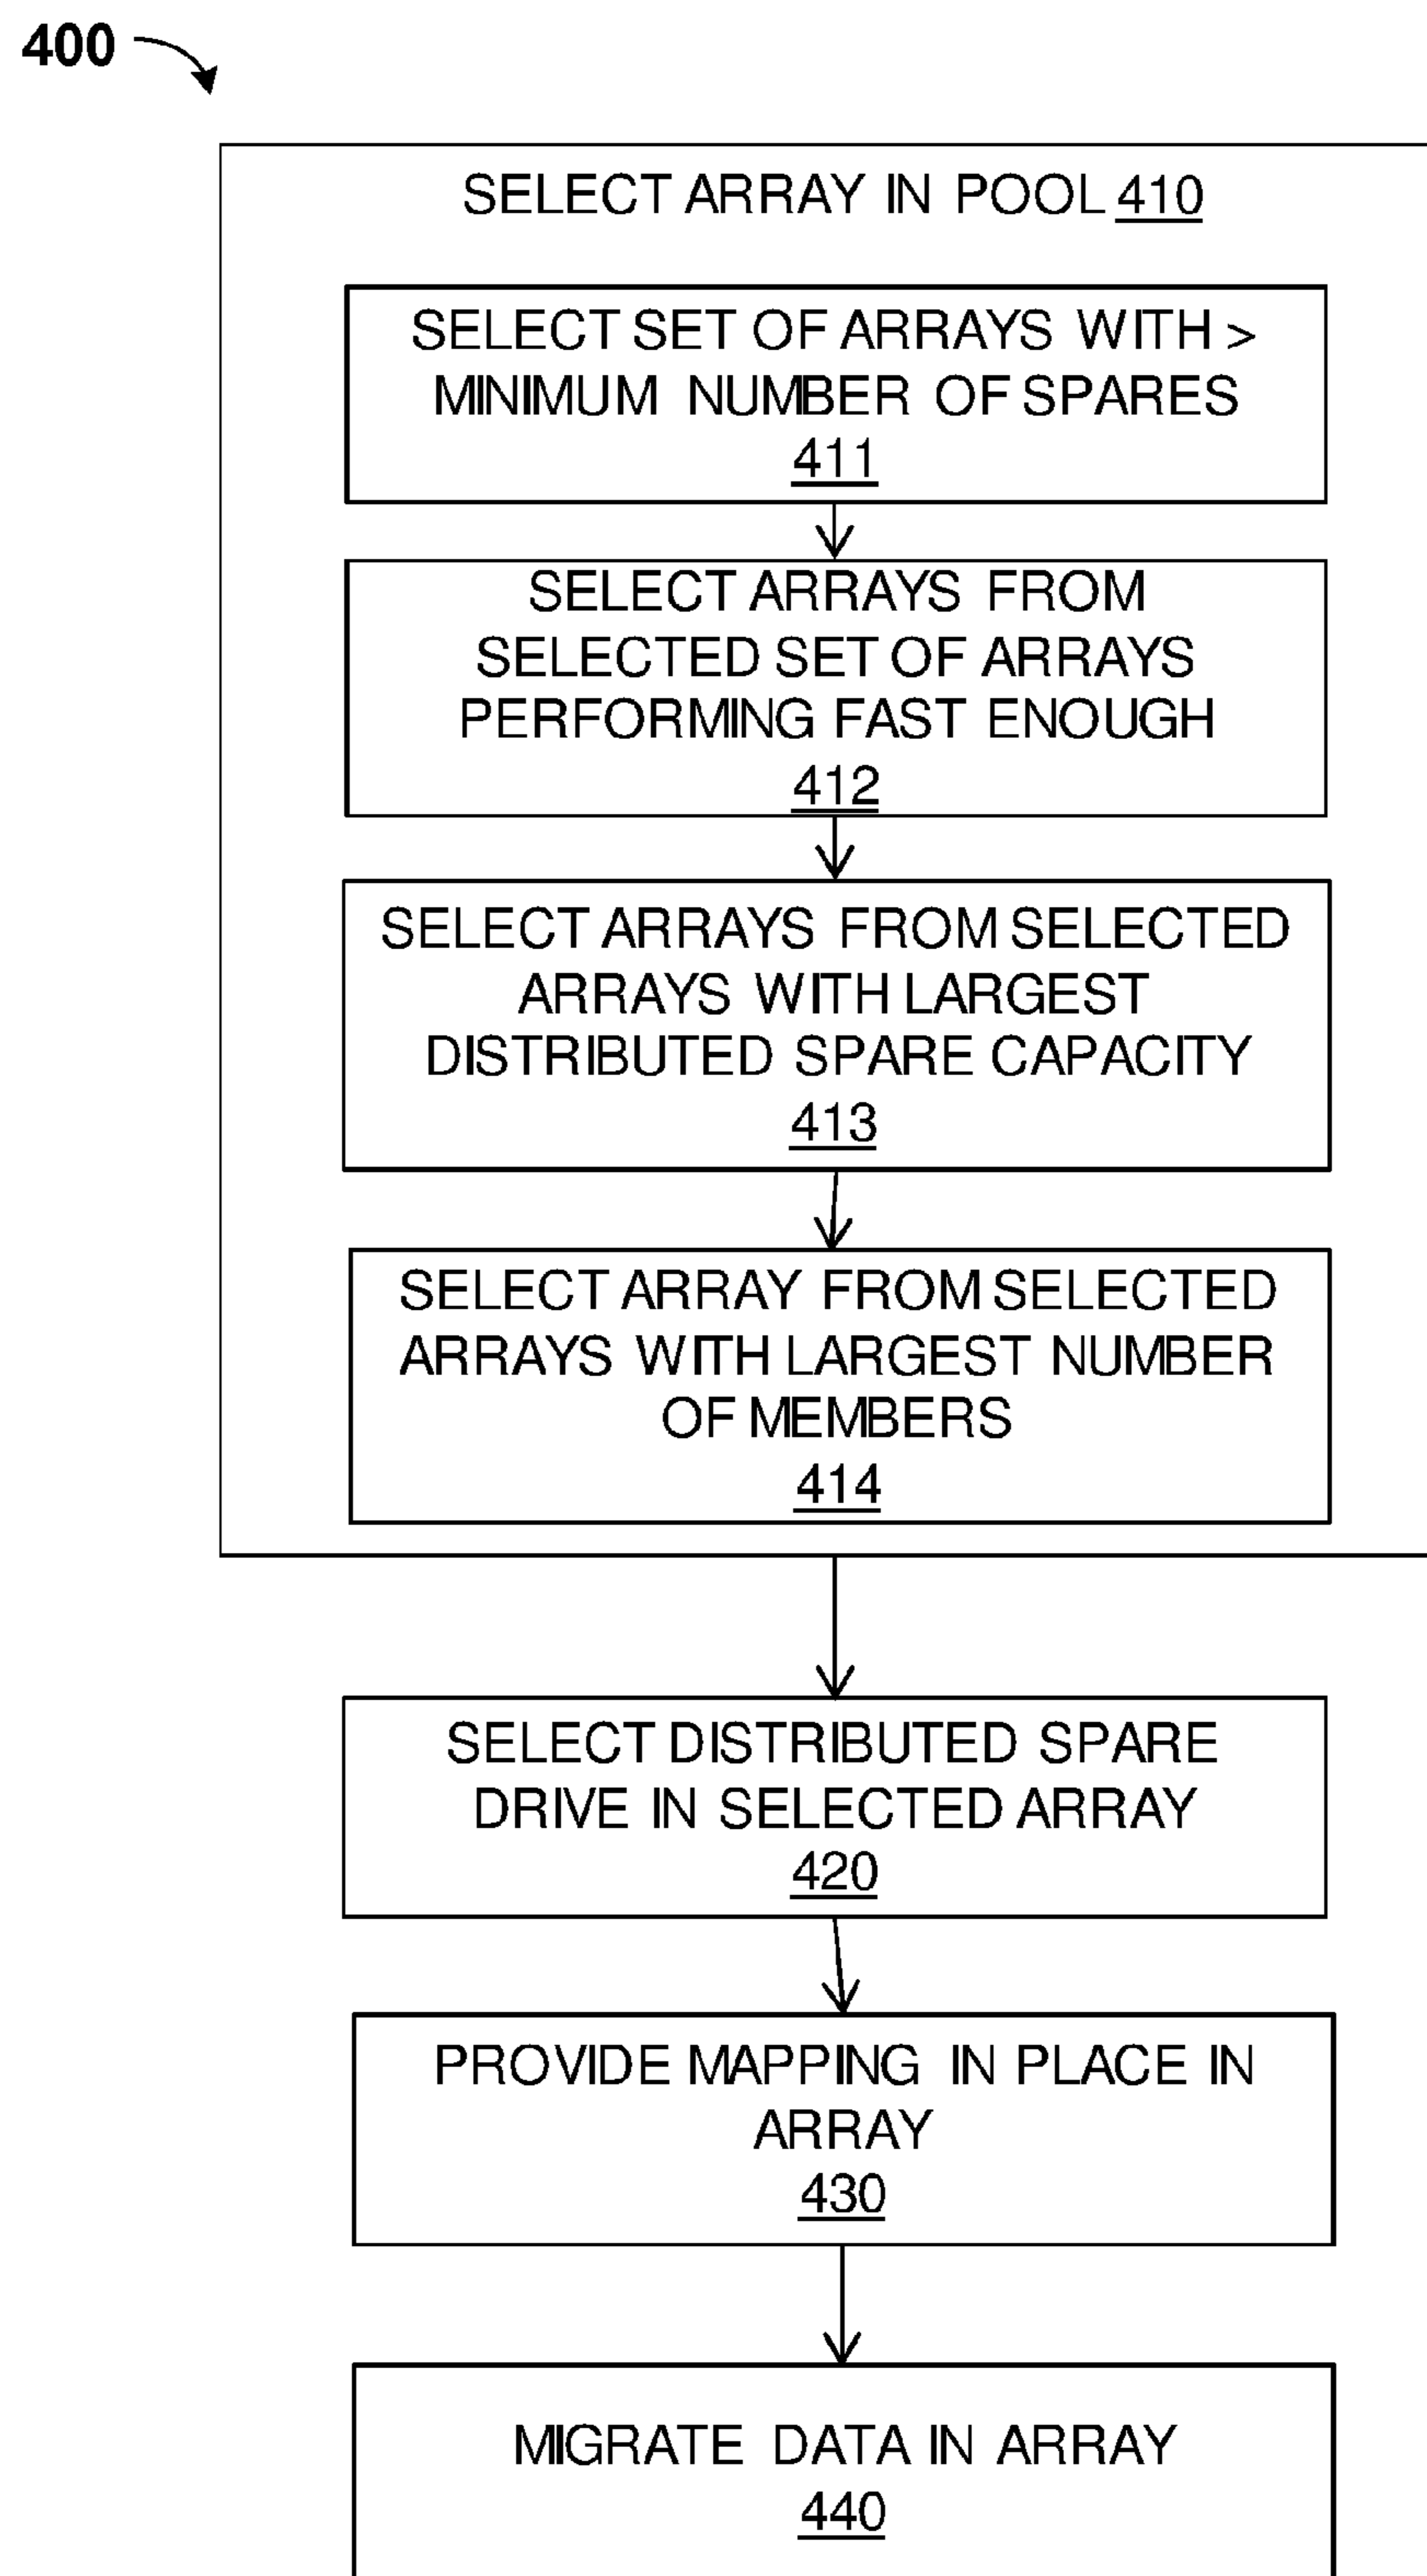 400
SELECT ARRAY IN POOL 410
SELECT SET OF ARRAYS WITH >
MINIMUM NUMBER OF SPARES
411
SELECT ARRAYS FROM
SELECTED SET OF ARRAYS
PERFORMING FAST ENOUGH
412
SELECT ARRAYS FROM SELECTED
ARRAYS WITH LARGEST
DISTRIBUTED SPARE CAPACITY
413
SELECT ARRAY FROM SELECTED
ARRAYS WITH LARGEST NUMBER
OF MEMBERS
414
SELECT DISTRIBUTED SPARE
DRIVE IN SELECTED ARRAY
420
PROVIDE MAPPING IN PLACE IN
ARRAY
430
MIGRATE DATA IN ARRAY
440